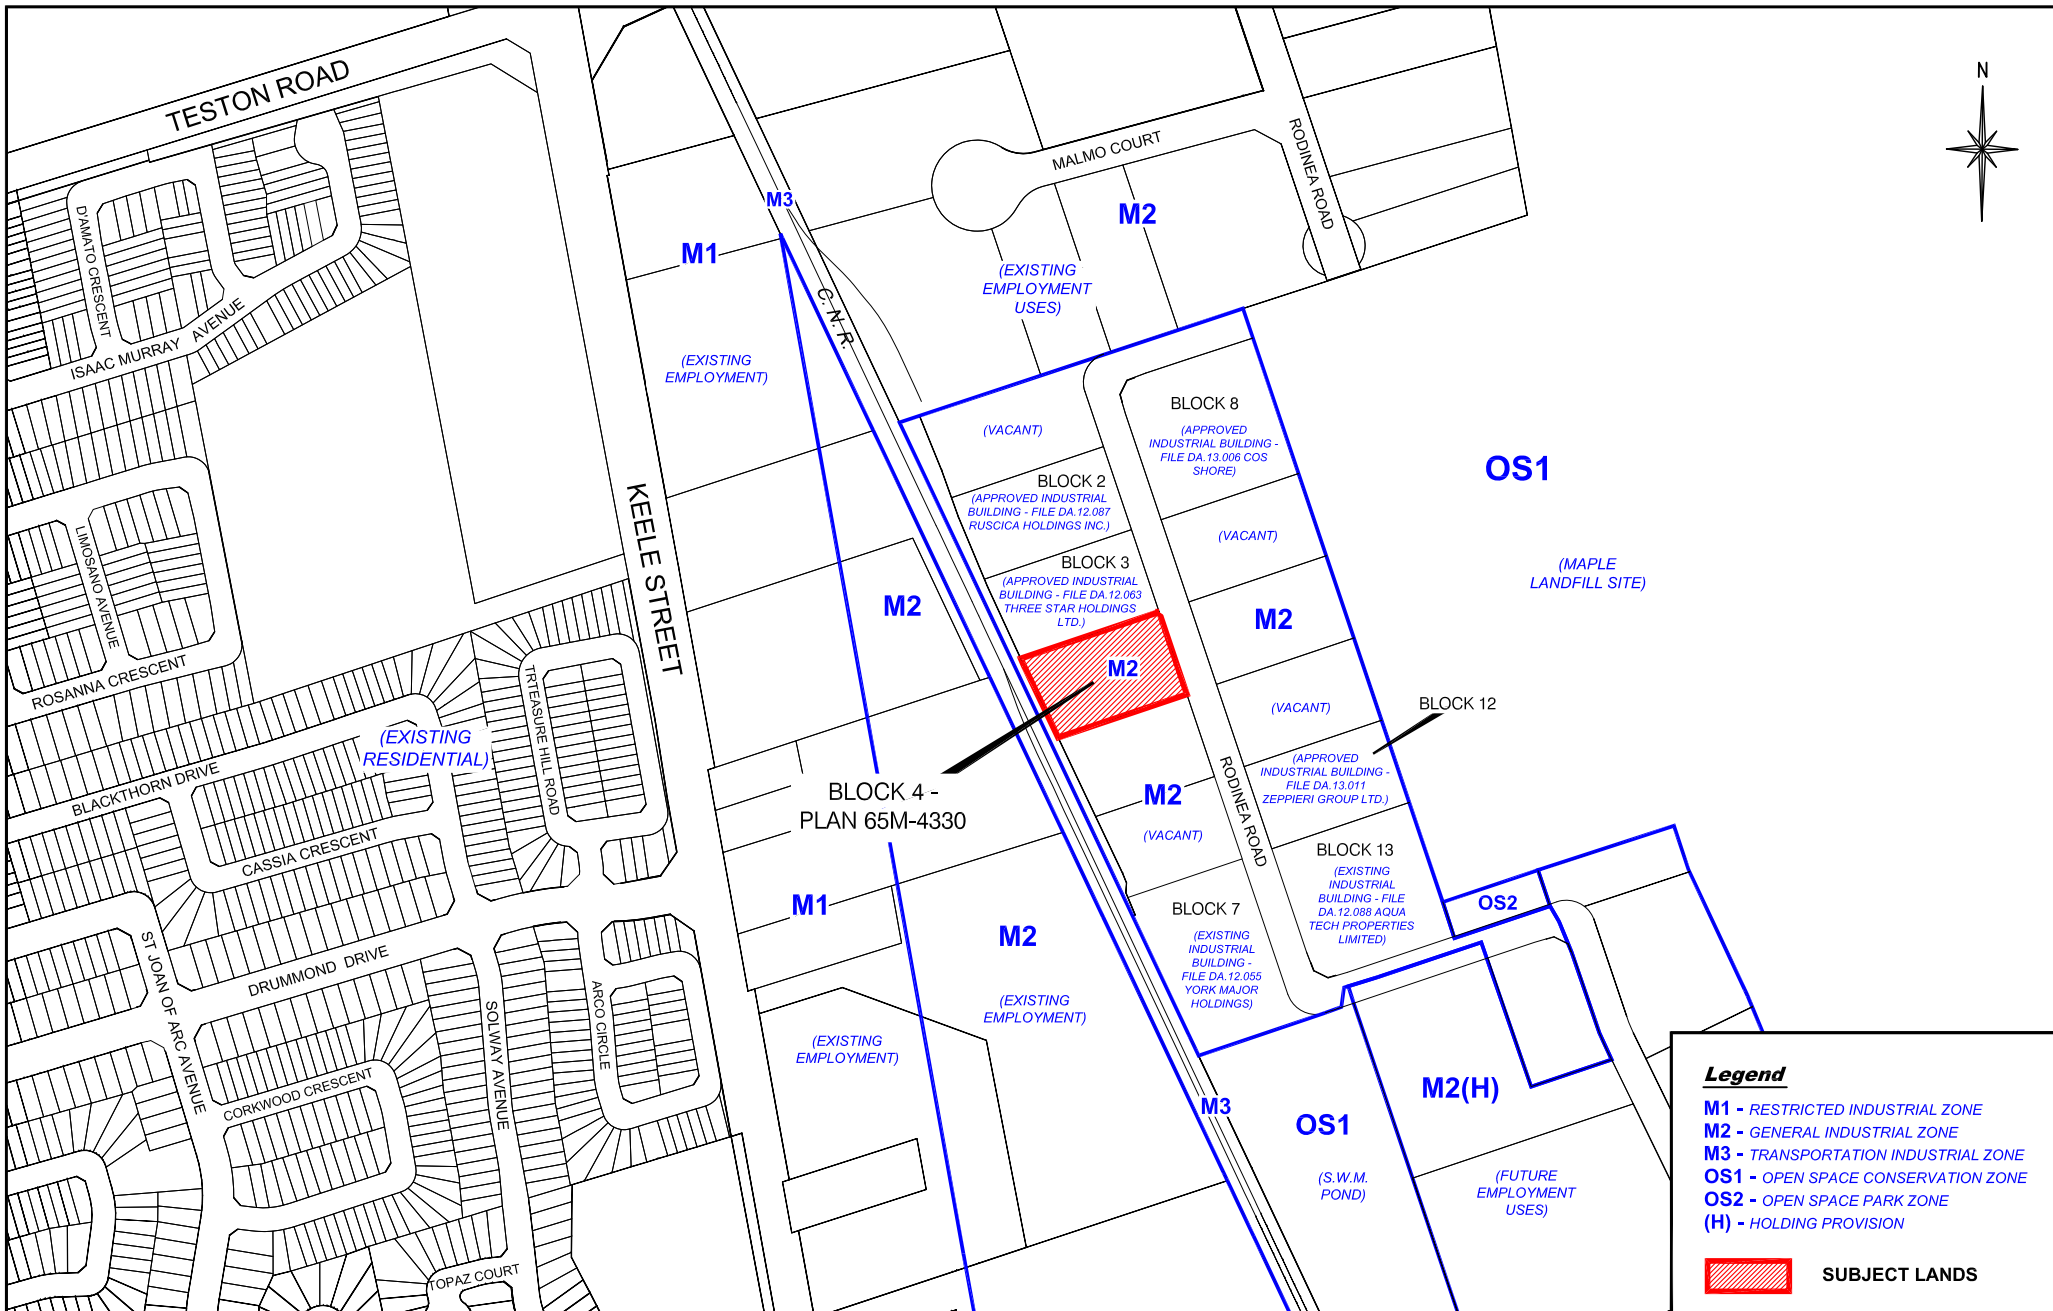 TESTON ROAD
N
MALMO COURT
RODINEA ROAD
D'AMATO CRESCENT
M3
M2
M1
C. N. R.
(EXISTING
EMPLOYMENT
USES)
ISAAC MURRAY AVENUE
(EXISTING
EMPLOYMENT)
BLOCK 8
(APPROVED
INDUSTRIAL BUILDING -
FILE DA.13.006 COS
SHORE)
(VACANT)
OS1
(MAPLE
LANDFILL SITE)
KEELE STREET
BLOCK 2
(APPROVED INDUSTRIAL
BUILDING - FILE DA.12.087
RUSCICA HOLDINGS INC.)
(VACANT)
LIMOSANO AVENUE
BLOCK 3
(APPROVED INDUSTRIAL
BUILDING - FILE DA.12.063
THREE STAR HOLDINGS
LTD.)
M2
M2
M2
ROSANNA CRESCENT
TRTEASURE HILL ROAD
(VACANT)
BLOCK 12
(EXISTING
RESIDENTIAL)
BLACKTHORN DRIVE
BLOCK 4 -
PLAN 65M-4330
M2
(VACANT)
RODINEA ROAD
(APPROVED
INDUSTRIAL BUILDING -
FILE DA.13.011
ZEPPIERI GROUP LTD.)
CASSIA CRESCENT
BLOCK 13
(EXISTING
INDUSTRIAL
BUILDING - FILE
DA.12.088 AQUA
TECH PROPERTIES
LIMITED)
OS2
M1
M2
(EXISTING
EMPLOYMENT)
BLOCK 7
(EXISTING
INDUSTRIAL
BUILDING -
FILE DA.12.055
YORK MAJOR
HOLDINGS)
ST JOAN OF ARC AVENUE
DRUMMOND DRIVE
SOLWAY AVENUE
ARCO CIRCLE
(EXISTING
EMPLOYMENT)
CORKWOOD CRESCENT
M3
OS1
(S.W.M.
POND)
M2(H)
(FUTURE
EMPLOYMENT
USES)
TOPAZ COURT
Legend
M1 - RESTRICTED INDUSTRIAL ZONE
M2 - GENERAL INDUSTRIAL ZONE
M3 - TRANSPORTATION INDUSTRIAL ZONE
OS1 - OPEN SPACE CONSERVATION ZONE
OS2 - OPEN SPACE PARK ZONE
(H) - HOLDING PROVISION
SUBJECT LANDS